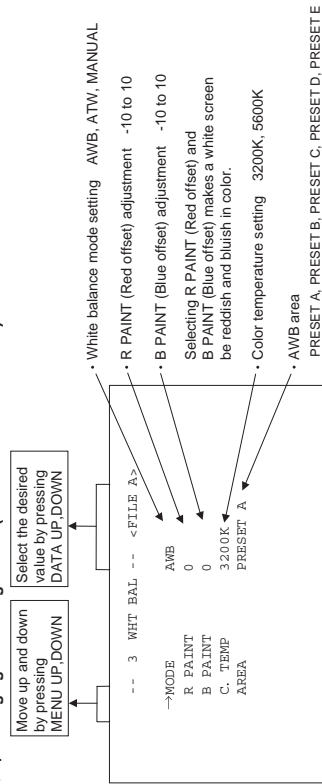 Move up and down
by pressing
MENU UP,DOWN
Select the desired
value by pressing
DATA UP,DOWN
-- 3 WHT BAL -- <FILE A>
→MODE AWB
R PAINT 0
B PAINT 0
C. TEMP 3200K
AREA PRESET A
• White balance mode setting AWB, ATW, MANUAL
• R PAINT (Red offset) adjustment -10 to 10
• B PAINT (Blue offset) adjustment -10 to 10
Selecting R PAINT (Red offset) and
B PAINT (Blue offset) makes a white screen
be reddish and bluish in color.
• Color temperature setting 3200K, 5600K
• AWB area
PRESET A, PRESET B, PRESET C, PRESET D, PRESET E